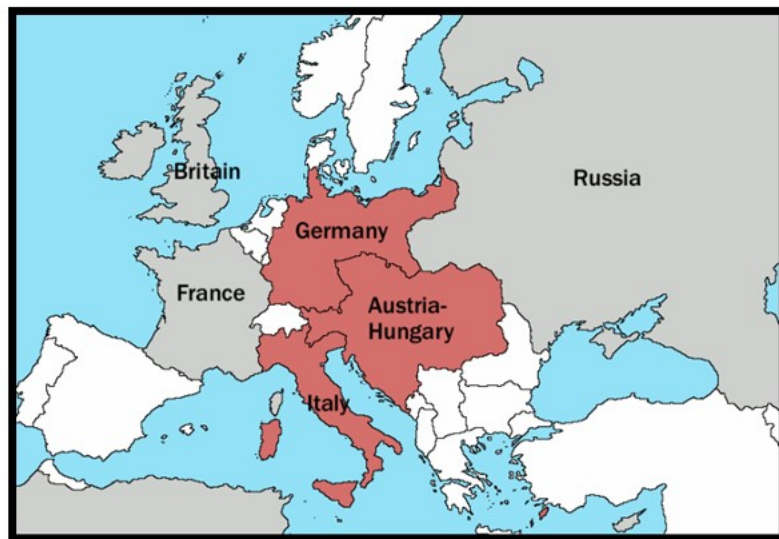 Britain
Russia
Germany
France
Austria-
Hungary
Italy